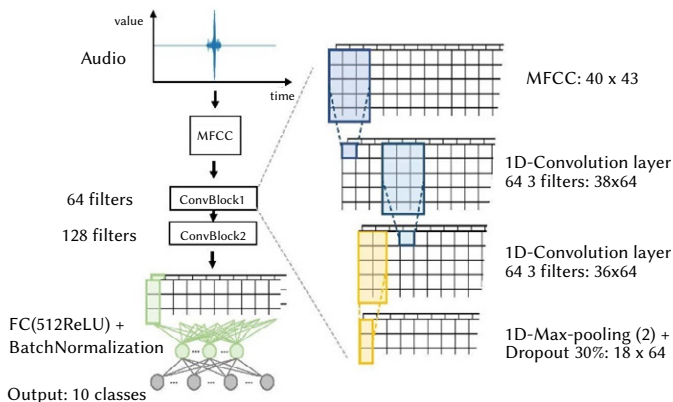 value
Audio
time
MFCC
64 filters
ConvBlock1
128 filters
ConvBlock2
FC(512ReLU) +
BatchNormalization
Output: 10 classes
MFCC: 40 x 43
1D-Convolution layer
64 3 filters: 38x64
1D-Convolution layer
64 3 filters: 36x64
1D-Max-pooling (2) +
Dropout 30%: 18 x 64